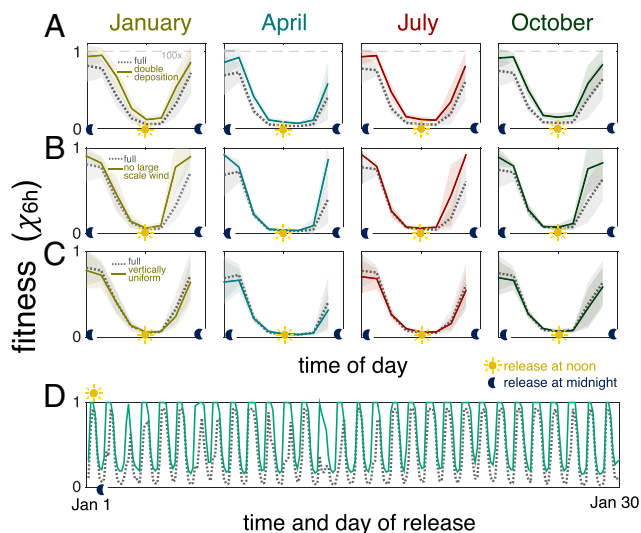 January April July October
A
1
0
100x
full
double
deposition
B
1
0
full
no large
scale wind
C
1
0
full
vertically
uniform
fitness (χ6h)
time of day
release at noon
release at midnight
D
1
0
Jan 1
Jan 30
time and day of release